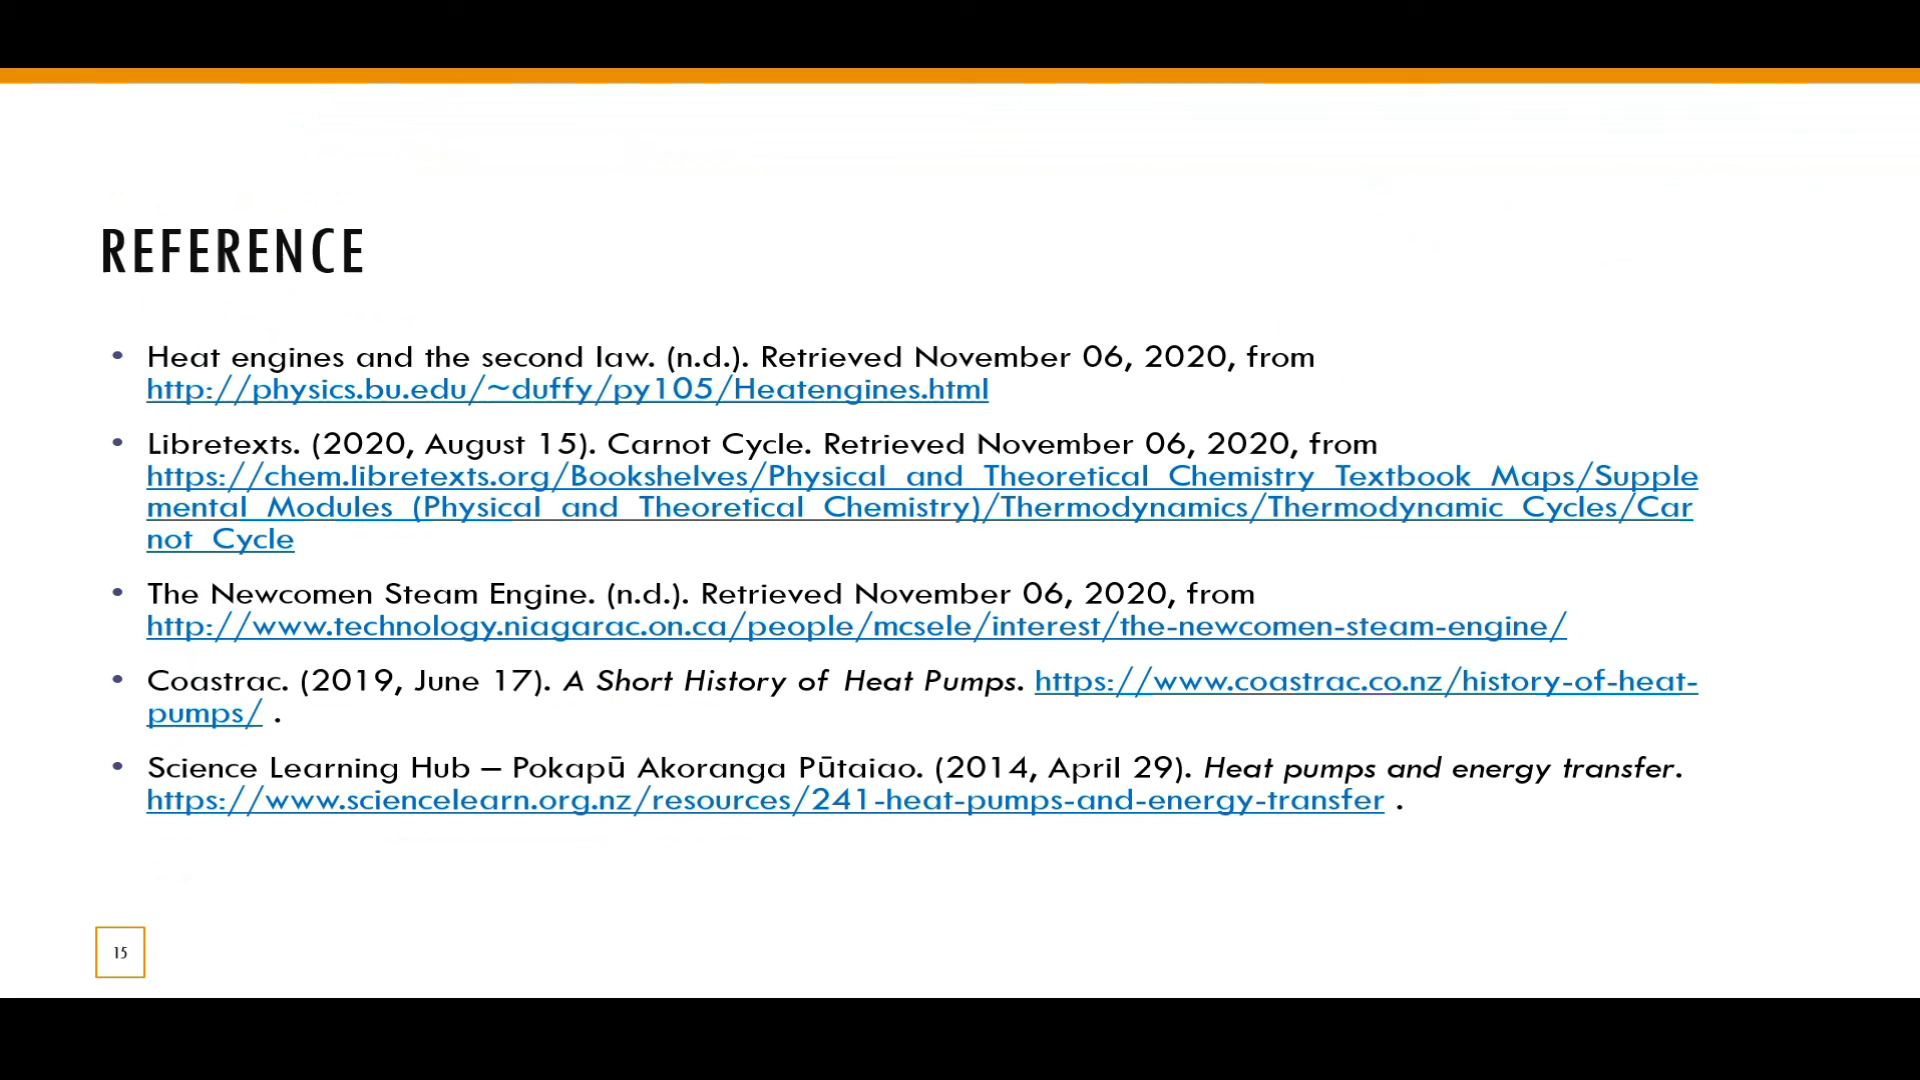 REFERENCE
• Heat engines and the second law. (n.d.). Retrieved November 06, 2020, from
http://physics.bu.edu/~duffy/py105/Heatengines.html
• Libretexts. (2020, August 15). Carnot Cycle. Retrieved November 06, 2020, from
https://chem.libretexts.org/Bookshelves/Physical_and_Theoretical_Chemistry_Textbook_Maps/Supple
mental_Modules_(Physical_and_Theoretical_Chemistry)/Thermodynamics/Thermodynamic_Cycles/Car
not_Cycle
• The Newcomen Steam Engine. (n.d.). Retrieved November 06, 2020, from
http://www.technology.niagarac.on.ca/people/mcsele/interest/the-newcomen-steam-engine/
• Coastrac. (2019, June 17). A Short History of Heat Pumps. https://www.coastrac.co.nz/history-of-heat-
pumps/ .
• Science Learning Hub – Pokapū Akoranga Pūtaiao. (2014, April 29). Heat pumps and energy transfer.
https://www.sciencelearn.org.nz/resources/241-heat-pumps-and-energy-transfer .
15